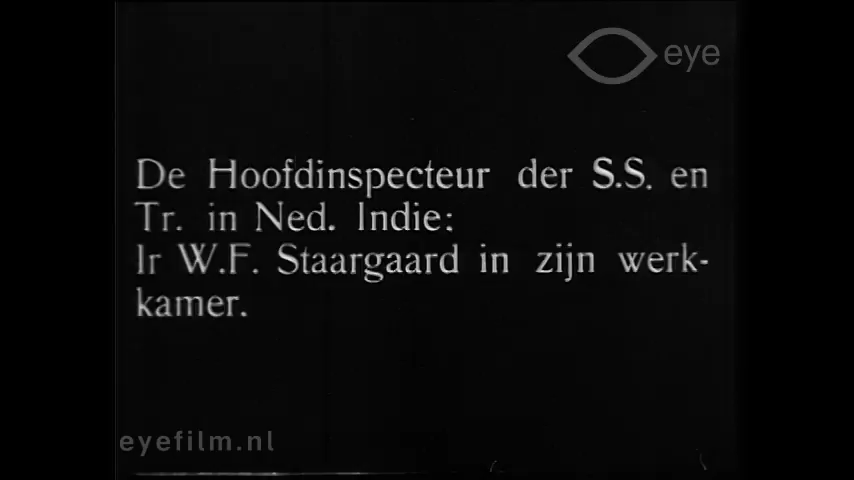 eye
De Hoofdinspecteur der S.S. en
Tr. in Ned. Indie:
Ir W.F. Staargaard in zijn werk-
kamer.
eyefilm.nl